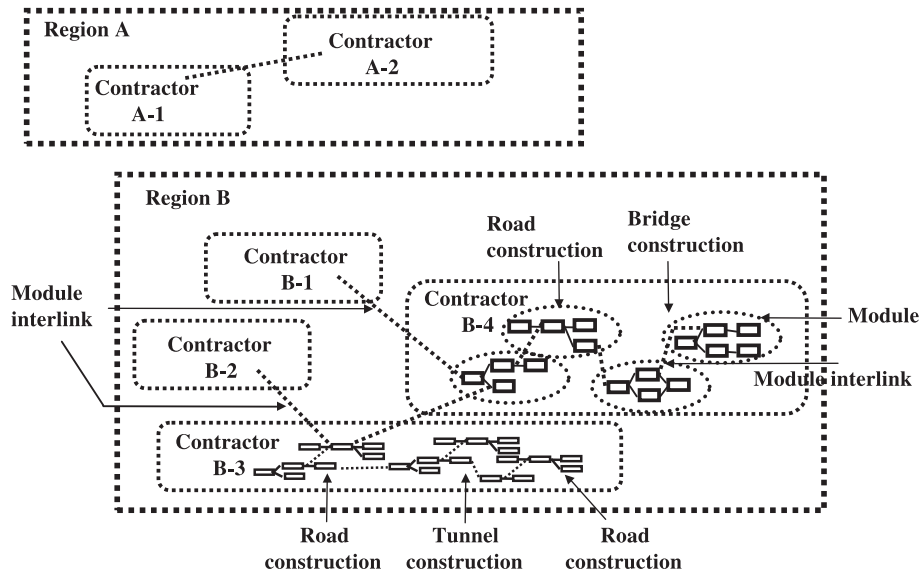 Region A
Contractor
A-2
Contractor
A-1
Region B
Road
construction
Bridge
construction
Contractor
B-1
Module
interlink
Contractor
B-4
Module
Contractor
B-2
Module interlink
Contractor
B-3
Road
construction
Tunnel
construction
Road
construction